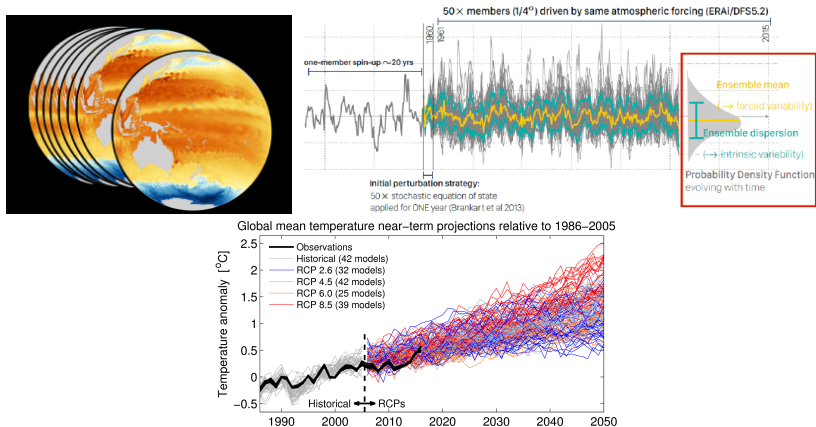 50× members (1/4°) driven by same atmospheric forcing (ERAi/DFS5.2)
1960
1961
2015
one-member spin-up ~20 yrs
Ensemble mean
(→ forced variability)
Ensemble dispersion
(→ intrinsic variability)
Probability Density Function
evolving with time
Initial perturbation strategy:
50× stochastic equation of state
applied for ONE year (Brankart et al 2013)
Global mean temperature near−term projections relative to 1986−2005
Temperature anomaly [°C]
2.5
2
1.5
1
0.5
0
−0.5
Observations
Historical (42 models)
RCP 2.6 (32 models)
RCP 4.5 (42 models)
RCP 6.0 (25 models)
RCP 8.5 (39 models)
Historical
RCPs
1990
2000
2010
2020
2030
2040
2050